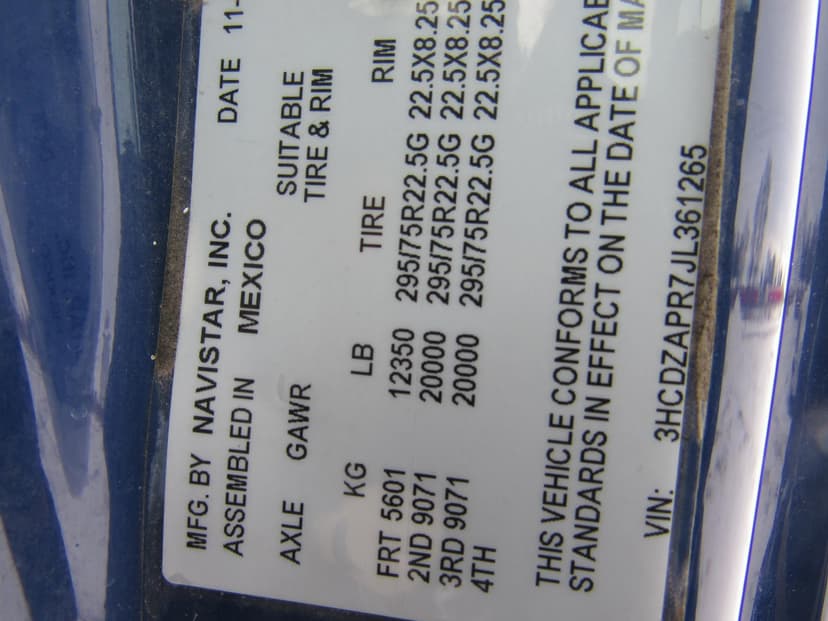 MFG. BY NAVISTAR, INC. DATE 11-
ASSEMBLED IN MEXICO
AXLE GAWR SUITABLE
TIRE & RIM
KG LB TIRE RIM
FRT 5601 12350 295/75R22.5G 22.5X8.25
2ND 9071 20000 295/75R22.5G 22.5X8.25
3RD 9071 20000 295/75R22.5G 22.5X8.25
4TH
THIS VEHICLE CONFORMS TO ALL APPLICABLE
STANDARDS IN EFFECT ON THE DATE OF MA
VIN: 3HCDZAPR7JL361265